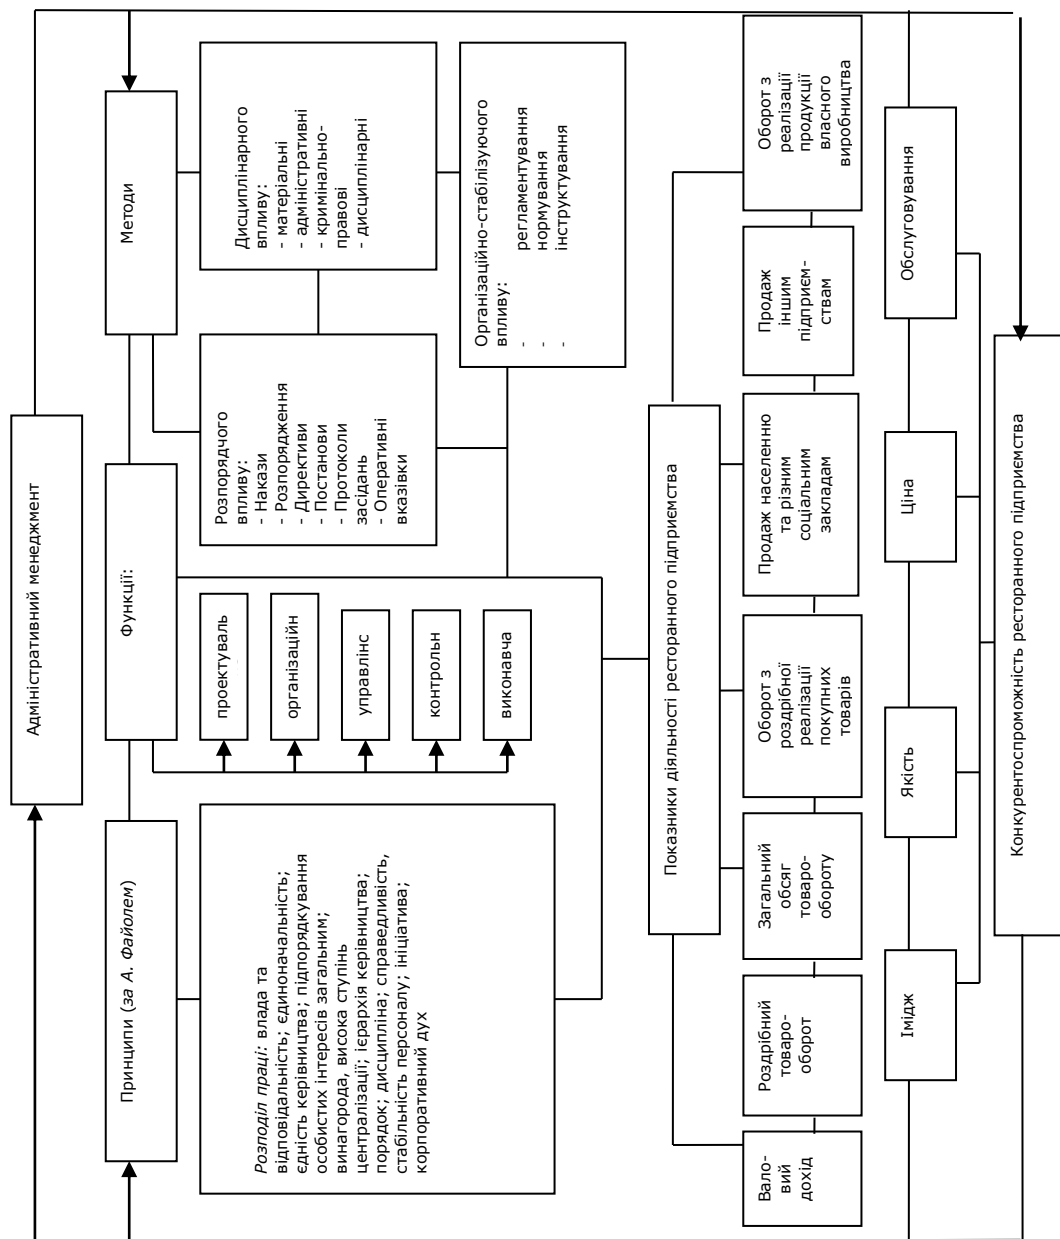 Адміністративний менеджмент
Принципи (за А. Файолем)
Функції:
Методи
Розподіл праці: влада та
відповідальність; єдиноначальність;
єдність керівництва; підпорядкування
особистих інтересів загальним;
винагорода, висока ступінь
централізації; ієрархія керівництва;
порядок; дисципліна; справедливість,
стабільність персоналу; ініціатива;
корпоративний дух
проектуваль
організаційн
управлінс
контрольн
виконавча
Розпорядчого
впливу:
- Накази
- Розпорядження
- Директиви
- Постанови
- Протоколи
засідань
- Оперативні
вказівки
Дисциплінарного
впливу:
- матеріальні
- адміністративні
- кримінально-
правові
- дисциплінарні
Організаційно-стабілізуючого
впливу:
- регламентування
- нормування
- інструктування
Показники діяльності ресторанного підприємства
Вало-
вий
дохід
Роздрібний
товаро-
оборот
Загальний
обсяг
товаро-
обороту
Оборот з
роздрібної
реалізації
покупних
товарів
Продаж населенню
та різним
соціальним
закладам
Продаж
іншим
підприєм-
ствам
Оборот з
реалізації
продукції
власного
виробництва
Імідж
Якість
Ціна
Обслуговування
Конкурентоспроможність ресторанного підприємства